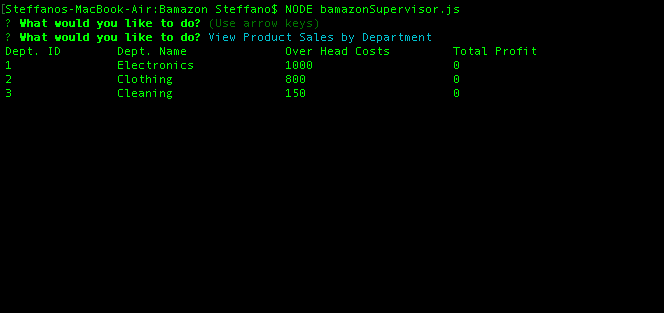 [Steffanos-MacBook-Air:Bamazon Steffano$ NODE bamazonSupervisor.js
? What would you like to do? (Use arrow keys)
? What would you like to do? View Product Sales by Department
Dept. ID Dept. Name Over Head Costs Total Profit
1 Electronics 1000 0
2 Clothing 800 0
3 Cleaning 150 0